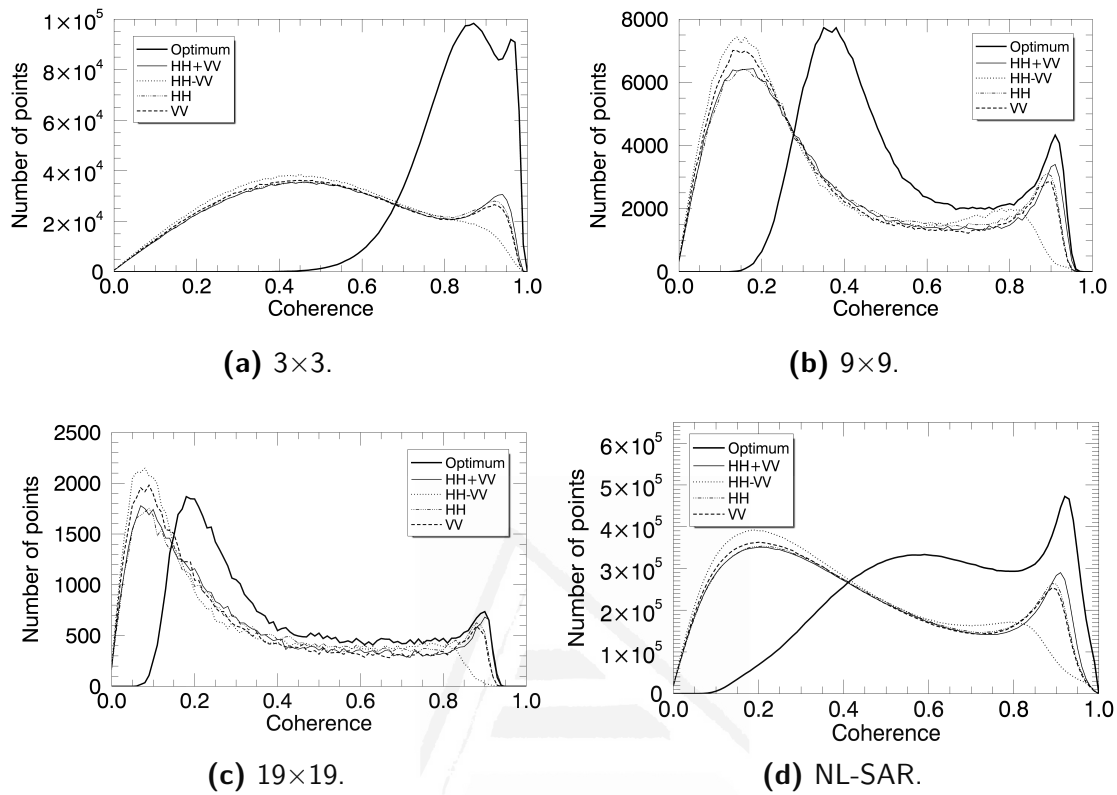 1×10⁵
8×10⁴
6×10⁴
4×10⁴
2×10⁴
0
Number of points
Optimum
HH+VV
HH-VV
HH
VV
0.0 0.2 0.4 0.6 0.8 1.0
Coherence
(a) 3×3.
8000
6000
4000
2000
0
Number of points
Optimum
HH+VV
HH-VV
HH
VV
0.0 0.2 0.4 0.6 0.8 1.0
Coherence
(b) 9×9.
2500
2000
1500
1000
500
0
Number of points
Optimum
HH+VV
HH-VV
HH
VV
0.0 0.2 0.4 0.6 0.8 1.0
Coherence
(c) 19×19.
6×10⁵
5×10⁵
4×10⁵
3×10⁵
2×10⁵
1×10⁵
0
Number of points
Optimum
HH+VV
HH-VV
HH
VV
0.0 0.2 0.4 0.6 0.8 1.0
Coherence
(d) NL-SAR.